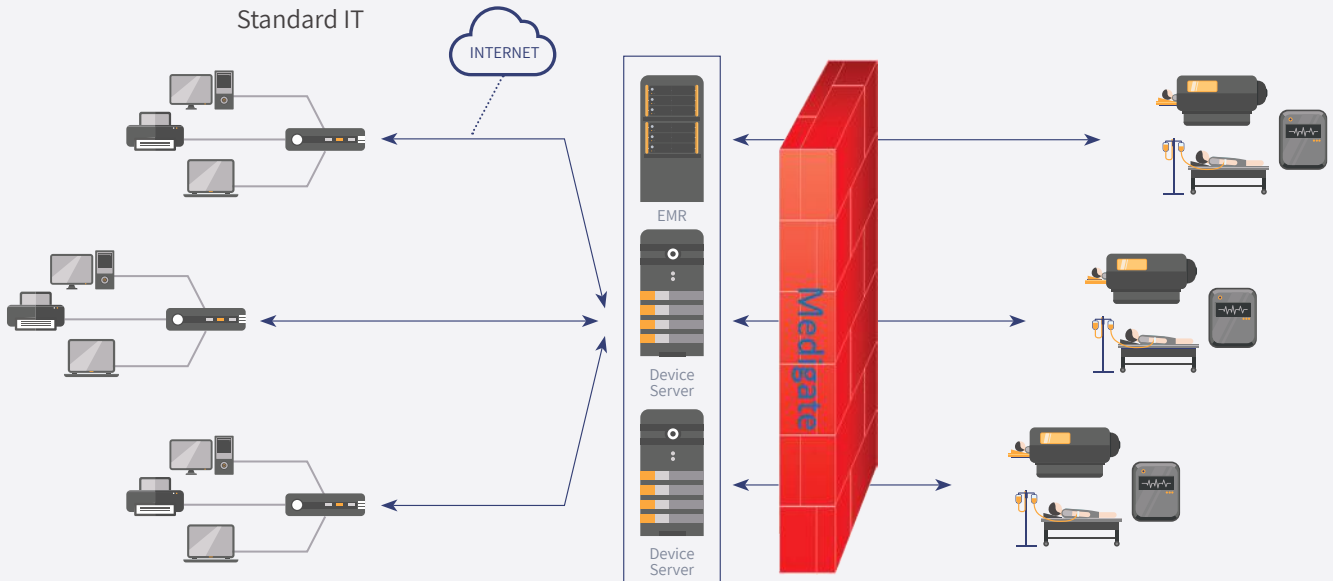 Standard IT
INTERNET
EMR
Device
Server
Medigate
Device
Server